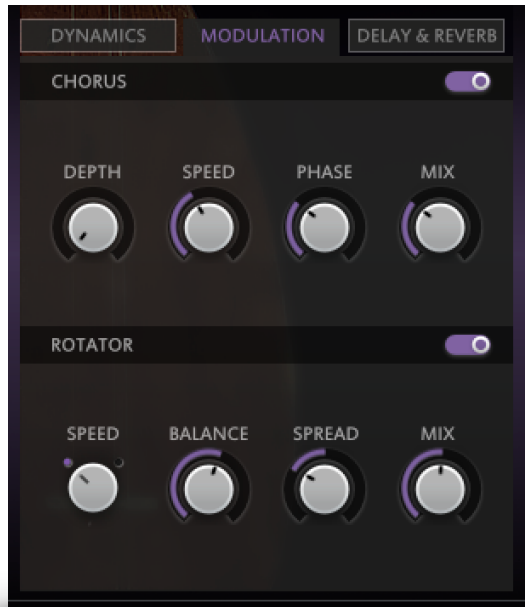 DYNAMICS MODULATION DELAY & REVERB
CHORUS
DEPTH SPEED PHASE MIX
ROTATOR
SPEED BALANCE SPREAD MIX